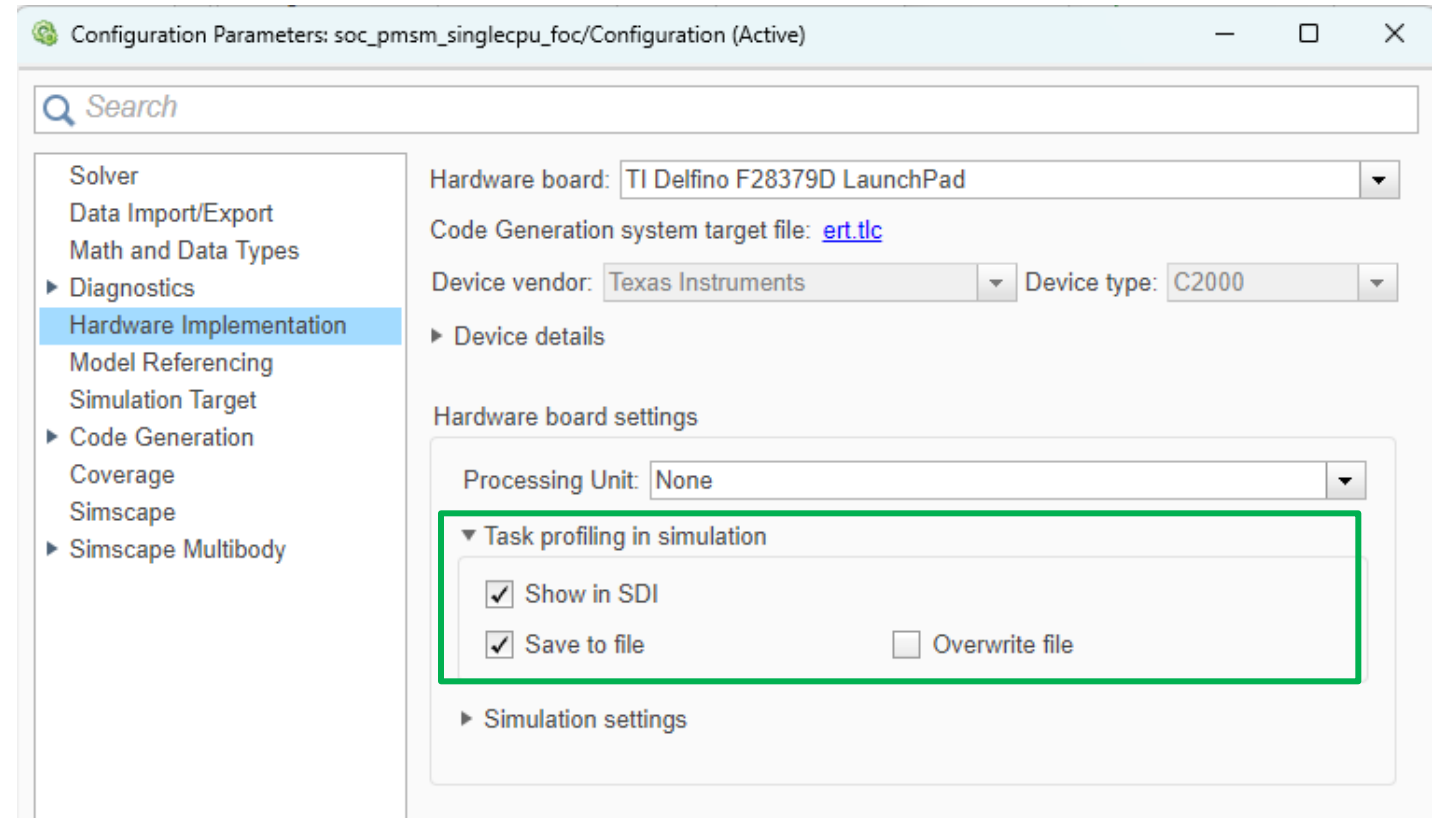 Configuration Parameters: soc_pmsm_singlecpu_foc/Configuration (Active)
Search
Solver
Data Import/Export
Math and Data Types
Diagnostics
Hardware Implementation
Model Referencing
Simulation Target
Code Generation
Coverage
Simscape
Simscape Multibody
Hardware board: TI Delfino F28379D LaunchPad
Code Generation system target file: ert.tlc
Device vendor: Texas Instruments Device type: C2000
Device details
Hardware board settings
Processing Unit: None
Task profiling in simulation
Show in SDI
Save to file Overwrite file
Simulation settings